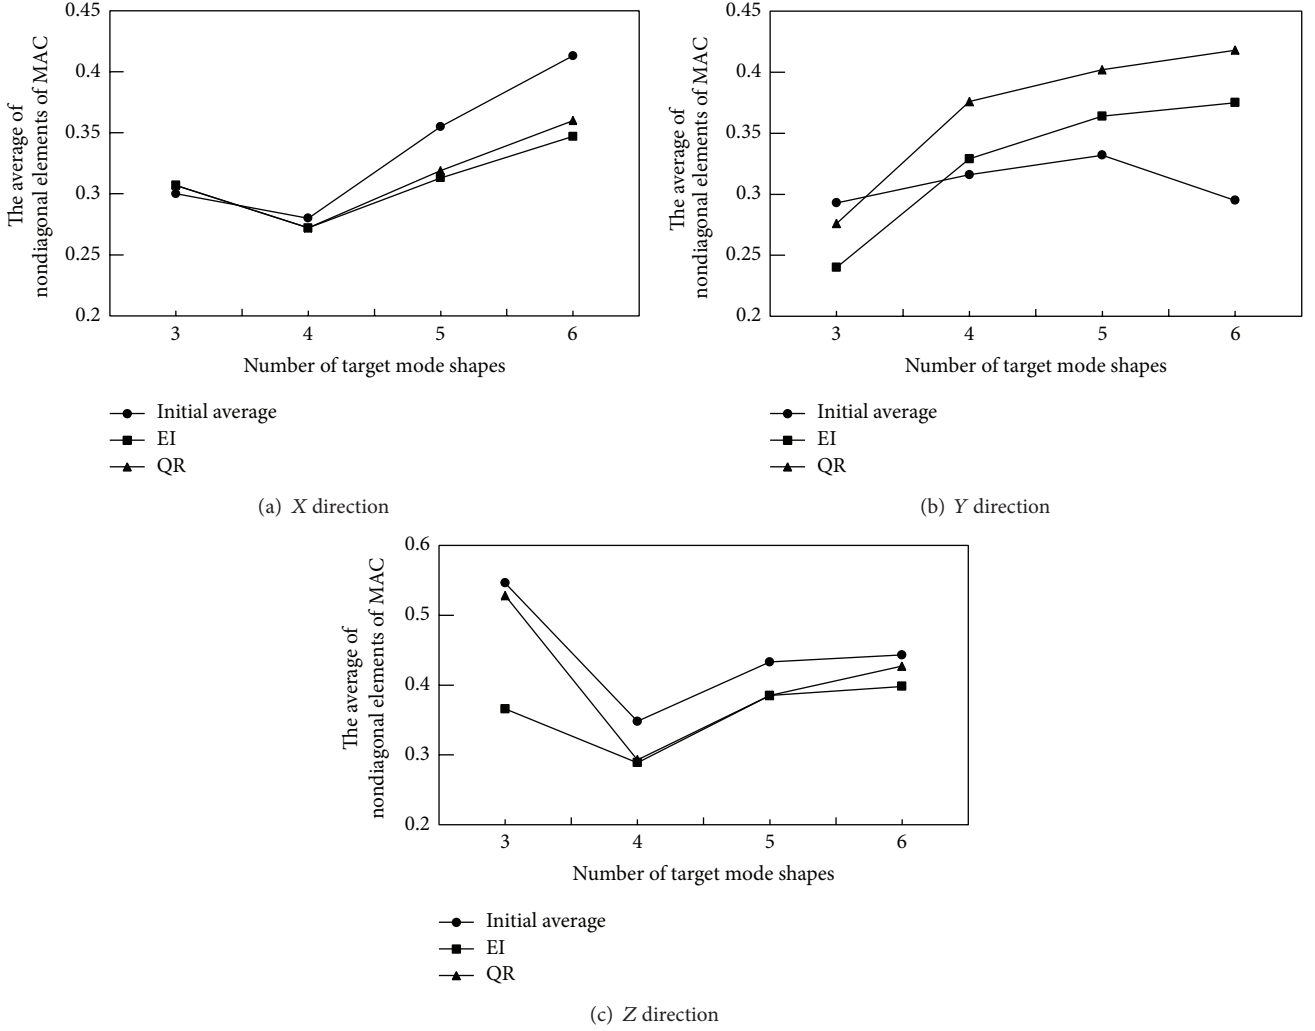 The average of
nondiagonal elements of MAC
0.45
0.4
0.35
0.3
0.25
0.2
3 4 5 6
Number of target mode shapes
Initial average
EI
QR
(a) X direction
The average of
nondiagonal elements of MAC
0.45
0.4
0.35
0.3
0.25
0.2
3 4 5 6
Number of target mode shapes
Initial average
EI
QR
(b) Y direction
The average of
nondiagonal elements of MAC
0.6
0.5
0.4
0.3
0.2
3 4 5 6
Number of target mode shapes
Initial average
EI
QR
(c) Z direction